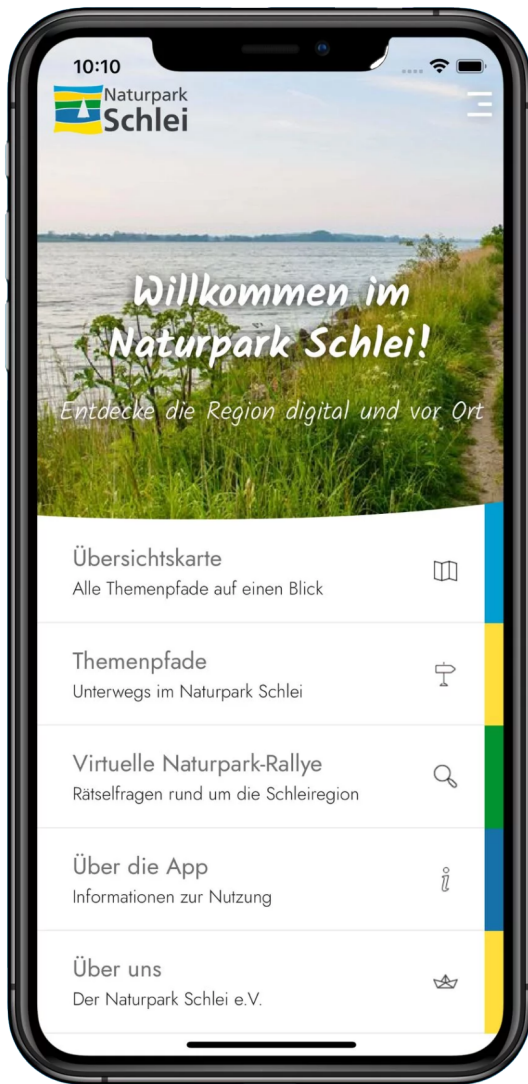 10:10
Naturpark
Schlei
Willkommen im
Naturpark Schlei!
Entdecke die Region digital und vor Ort
Übersichtskarte
Alle Themenpfade auf einen Blick
Themenpfade
Unterwegs im Naturpark Schlei
Virtuelle Naturpark-Rallye
Rätselfragen rund um die Schleiregion
Über die App
Informationen zur Nutzung
Über uns
Der Naturpark Schlei e.V.